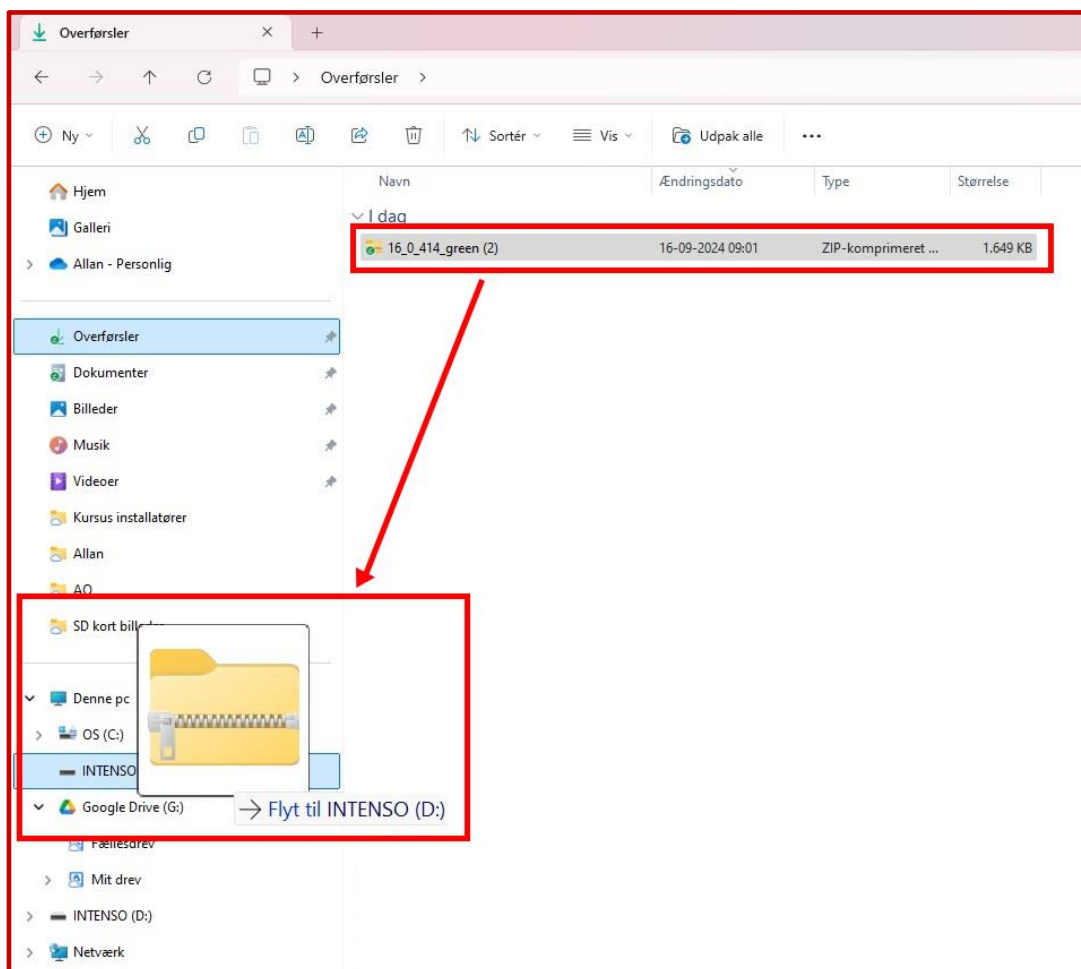 Overførsler
Overførsler
Ny
Sortér
Vis
Udpak alle
Navn Ændringsdato Type Størrelse
Hjem
I dag
Galleri
16_0_414_green (2) 16-09-2024 09:01 ZIP-komprimeret ... 1.649 KB
Allan - Personlig
Overførsler
Dokumenter
Billeder
Musik
Videoer
Kursus installatører
Allan
AO
SD kort billeder
Denne pc
OS (C:)
INTENSO
Google Drive (G:)
Flyt til INTENSO (D:)
Fællesdrev
Mit drev
INTENSO (D:)
Netværk